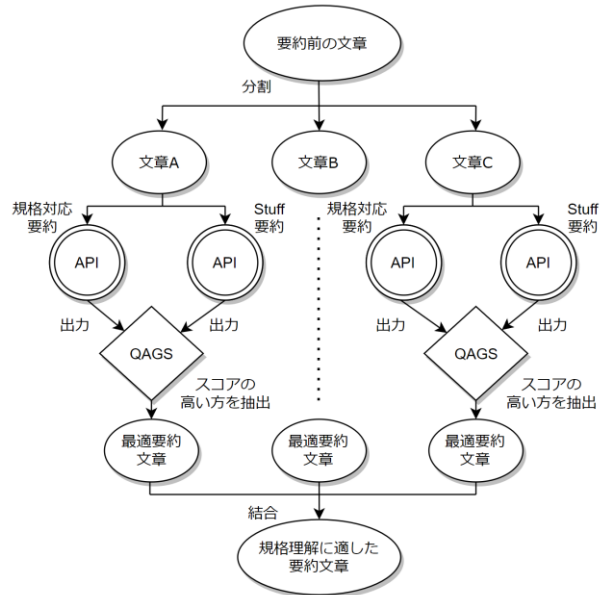 要約前の文章
分割
文章A
文章B
文章C
規格対応
要約
Stuff
要約
規格対応
要約
Stuff
要約
API
API
API
API
出力
出力
出力
出力
QAGS
QAGS
スコアの
高い方を抽出
スコアの
高い方を抽出
最適要約
文章
最適要約
文章
最適要約
文章
結合
規格理解に適した
要約文章